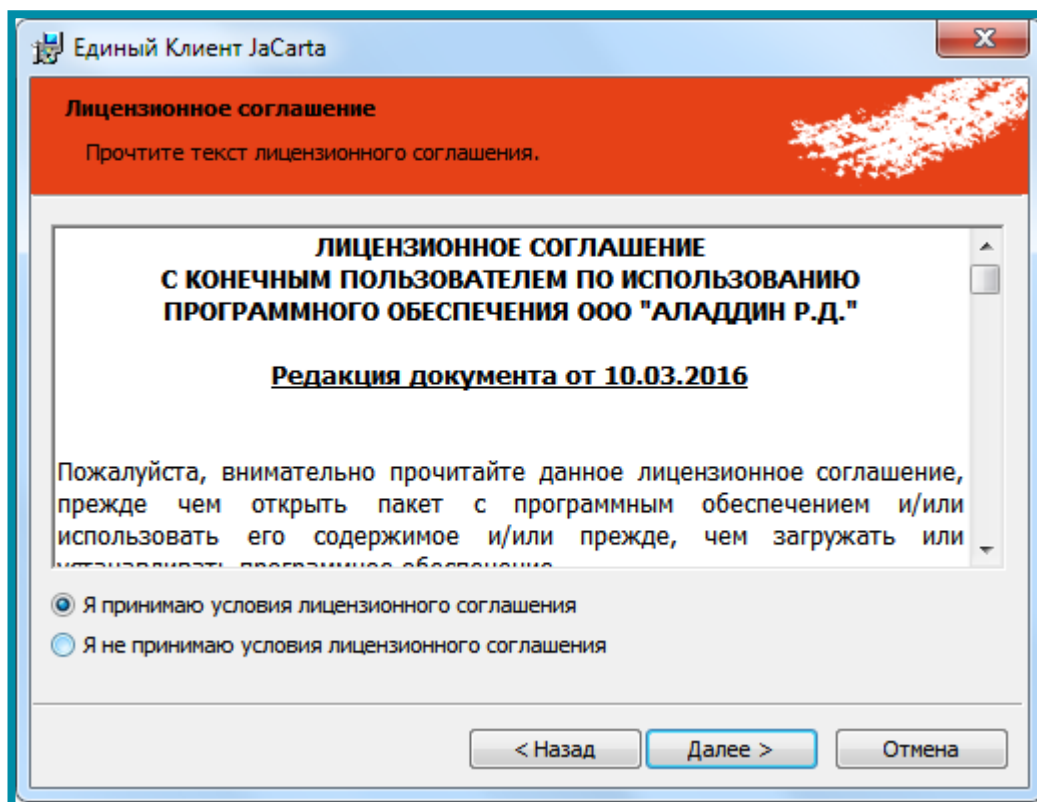 Единый Клиент JaCarta
Лицензионное соглашение
Прочтите текст лицензионного соглашения.
ЛИЦЕНЗИОННОЕ СОГЛАШЕНИЕ
С КОНЕЧНЫМ ПОЛЬЗОВАТЕЛЕМ ПО ИСПОЛЬЗОВАНИЮ
ПРОГРАММНОГО ОБЕСПЕЧЕНИЯ ООО "АЛАДДИН Р.Д."
Редакция документа от 10.03.2016
Пожалуйста, внимательно прочитайте данное лицензионное соглашение,
прежде чем открыть пакет с программным обеспечением и/или
использовать его содержимое и/или прежде, чем загружать или
устанавливать программное обеспечение
Я принимаю условия лицензионного соглашения
Я не принимаю условия лицензионного соглашения
< Назад
Далее >
Отмена